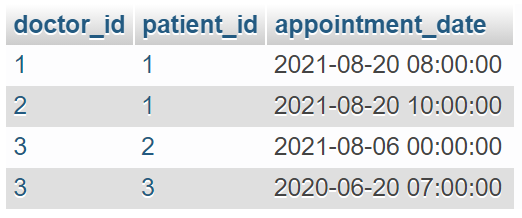 doctor_id patient_id appointment_date
1 1 2021-08-20 08:00:00
2 1 2021-08-20 10:00:00
3 2 2021-08-06 00:00:00
3 3 2020-06-20 07:00:00